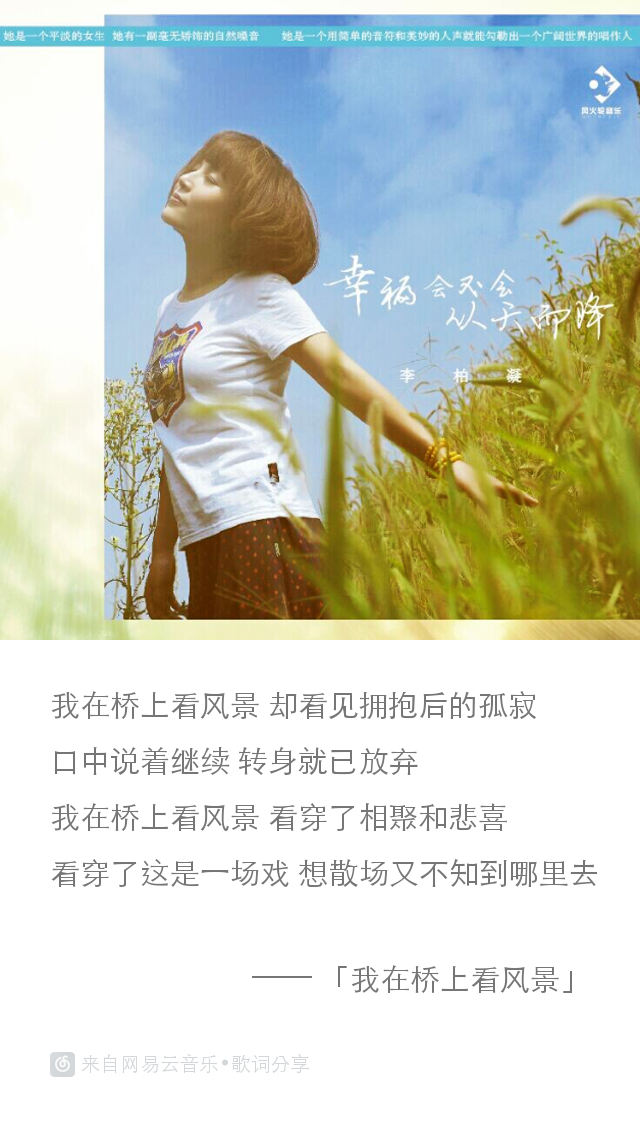 她是一个平淡的女生 她有一副毫无娇饰的自然嗓音 她是一个用简单的音符和美妙的人声就能勾勒出一个广阔世界的唱作人
风火轮音乐
幸福会不会
从天而降
李柏凝
我在桥上看风景 却看见拥抱后的孤寂
口中说着继续 转身就已放弃
我在桥上看风景 看穿了相聚和悲喜
看穿了这是一场戏 想散场又不知到哪里去
——「我在桥上看风景」
来自网易云音乐•歌词分享